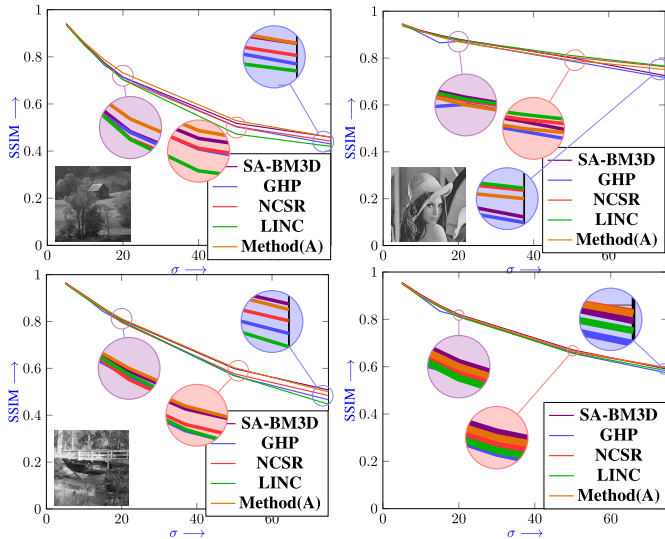 1
0.8
0.6
0.4
0.2
0
0
20
40
60
SSIM →
σ →
SA-BM3D
GHP
NCSR
LINC
Method(A)
1
0.8
0.6
0.4
0.2
0
0
20
40
60
SSIM →
σ →
SA-BM3D
GHP
NCSR
LINC
Method(A)
1
0.8
0.6
0.4
0.2
0
0
20
40
60
SSIM →
σ →
SA-BM3D
GHP
NCSR
LINC
Method(A)
1
0.8
0.6
0.4
0.2
0
0
20
40
60
SSIM →
σ →
SA-BM3D
GHP
NCSR
LINC
Method(A)